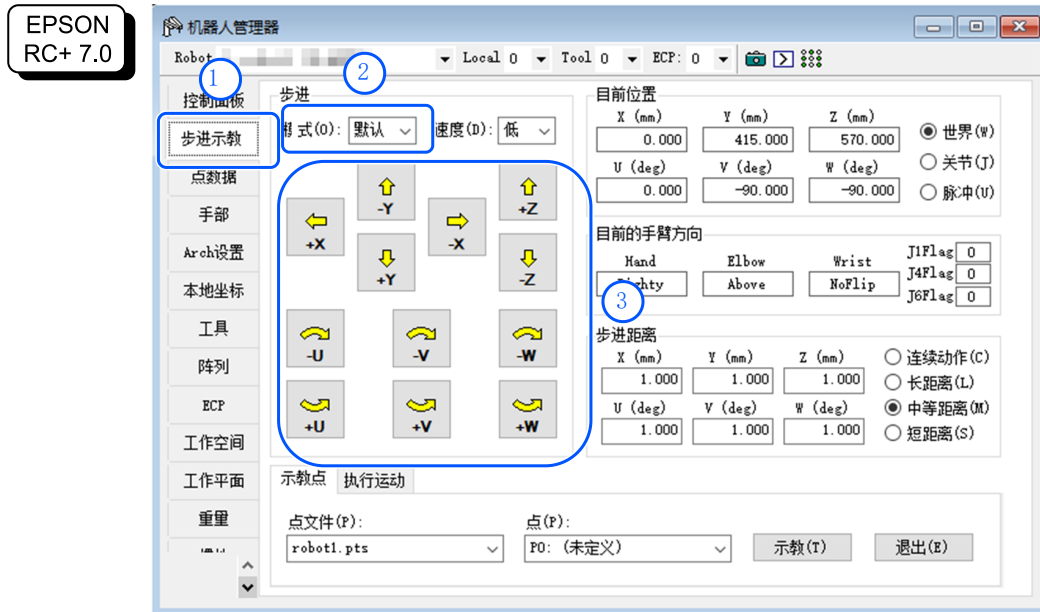 EPSON
RC+ 7.0
机器人管理器
Robot
Local 0 Tool 0 ECP: 0
1
2
3
控制面板
步进示教
点数据
手部
Arch设置
本地坐标
工具
阵列
ECP
工作空间
工作平面
重量
步进
式(O): 默认 速度(D): 低
-Y
+Z
+X
-X
+Y
-Z
-U -V -W
+U +V +W
目前位置
X (mm) Y (mm) Z (mm)
0.000 415.000 570.000
U (deg) V (deg) W (deg)
0.000 -90.000 -90.000
世界(W)
关节(J)
脉冲(U)
目前的手臂方向
Hand Elbow Wrist
Above NoFlip
J1Flag 0
J4Flag 0
J6Flag 0
步进距离
X (mm) Y (mm) Z (mm)
1.000 1.000 1.000
U (deg) V (deg) W (deg)
1.000 1.000 1.000
连续动作(C)
长距离(L)
中等距离(M)
短距离(S)
示教点 执行运动
点文件(P): 点(P):
robot1.pts P0: (未定义) 示教(T) 退出(E)